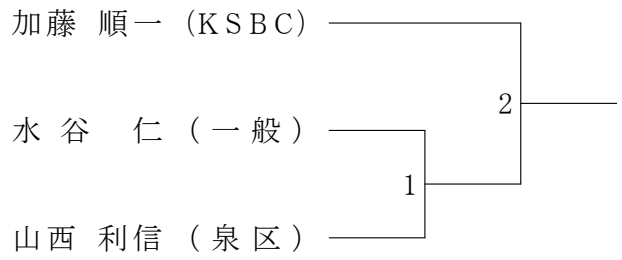 加藤 順一 (KSBC)
2
水谷 仁 (一般)
1
山西 利信 (泉区)